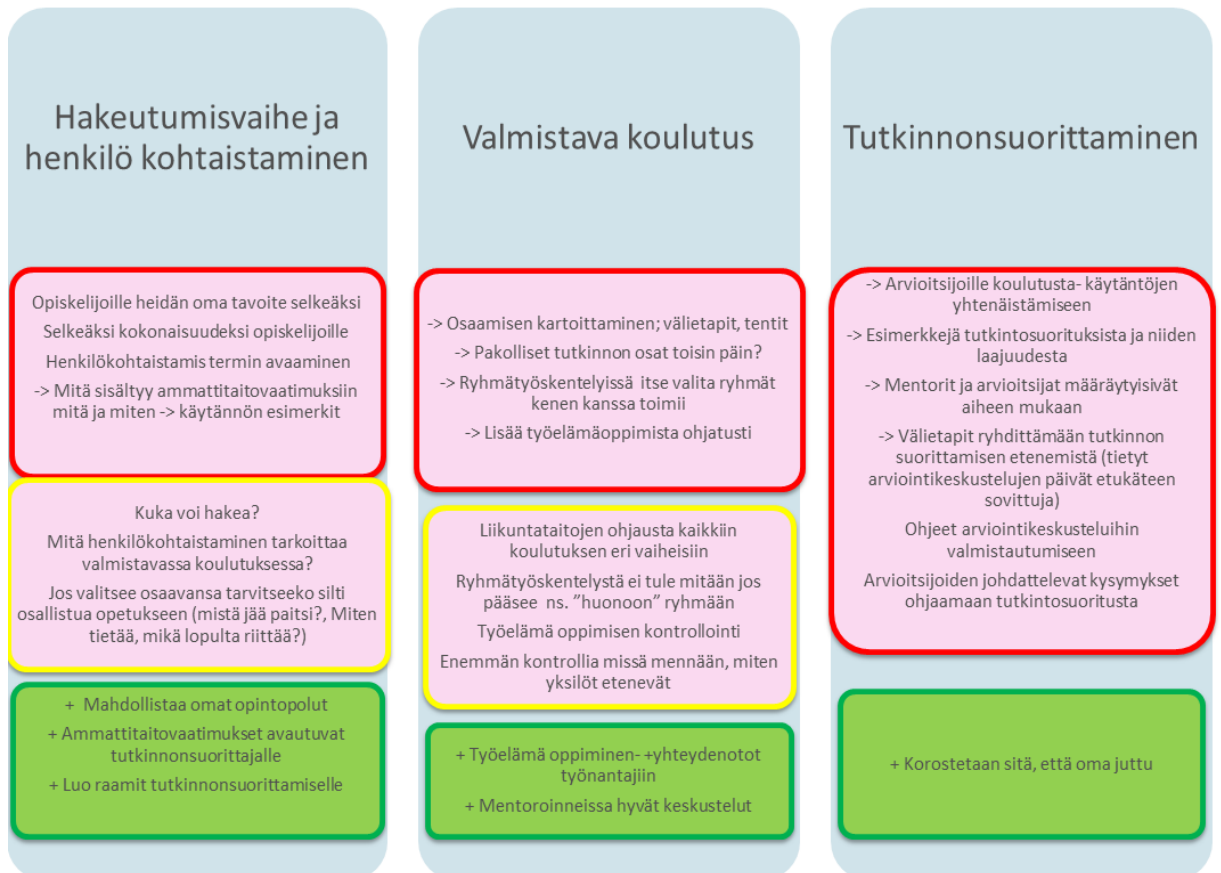 Hakeutumisvaihe ja
henkilö kohtaistaminen
Opiskelijoille heidän oma tavoite selkeäksi
Selkeäksi kokonaisuudeksi opiskelijoille
Henkilökohtaistamis termin avaaminen
-> Mitä sisältyy ammattitaitovaatimuksiin
mitä ja miten -> käytännön esimerkit
Kuka voi hakea?
Mitä henkilökohtaistaminen tarkoittaa
valmistavassa koulutuksessa?
Jos valitsee osaavansa tarvitseeko silti
osallistua opetukseen (mistä jää paitsi?, Miten
tietää, mikä lopulta riittää?)
+ Mahdollistaa omat opintopolut
+ Ammattitaitovaatimukset avautuvat
tutkinnonsuorittajalle
+ Luo raamit tutkinnonsuorittamiselle
Valmistava koulutus
-> Osaamisen kartoittaminen; välietapit, tentit
-> Pakolliset tutkinnon osat toisin päin?
-> Ryhmätyöskentelyissä itse valita ryhmät
kenen kanssa toimii
-> Lisää työelämäoppimista ohjatusti
Liikuntataitojen ohjausta kaikkiin
koulutuksen eri vaiheisiin
Ryhmätyöskentelystä ei tule mitään jos
pääsee ns. ”huonoon” ryhmään
Työelämä oppimisen kontrollointi
Enemmän kontrollia missä mennään, miten
yksilöt etenevät
+ Työelämä oppiminen- +yhteydenotot
työnantajiin
+ Mentoroinneissa hyvät keskustelut
Tutkinnonsuorittaminen
-> Arvioitsijoille koulutusta- käytäntöjen
yhtenäistämiseen
-> Esimerkkejä tutkintosuorituksista ja niiden
laajuudesta
-> Mentorit ja arvioitsijat määräytyisivät
aiheen mukaan
-> Välietapit ryhdittämään tutkinnon
suorittamisen etenemistä (tietyt
arviointikeskustelujen päivät etukäteen
sovittuja)
Ohjeet arviointikeskusteluihin
valmistautumiseen
Arvioitsijoiden johdattelevat kysymykset
ohjaamaan tutkintosuoritusta
+ Korostetaan sitä, että oma juttu